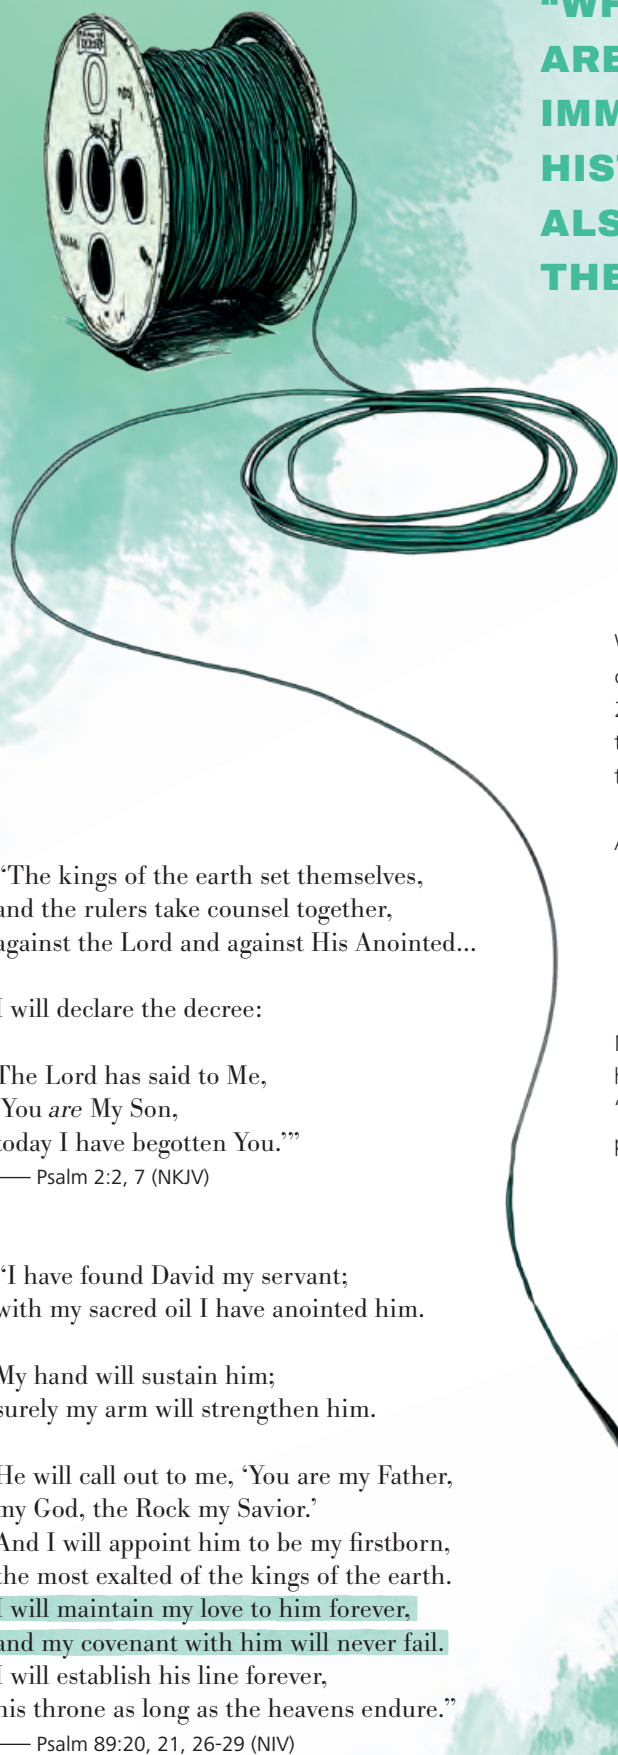 “WH
ARE
IMM
HIST
ALS
THE
“The kings of the earth set themselves,
and the rulers take counsel together,
against the Lord and against His Anointed...
I will declare the decree:
The Lord has said to Me,
‘You are My Son,
today I have begotten You.’”
— Psalm 2:2, 7 (NKJV)
“I have found David my servant;
with my sacred oil I have anointed him.
My hand will sustain him;
surely my arm will strengthen him.
He will call out to me, ‘You are my Father,
my God, the Rock my Savior.’
And I will appoint him to be my firstborn,
the most exalted of the kings of the earth.
I will maintain my love to him forever,
and my covenant with him will never fail.
I will establish his line forever,
his throne as long as the heavens endure.”
— Psalm 89:20, 21, 26-29 (NIV)